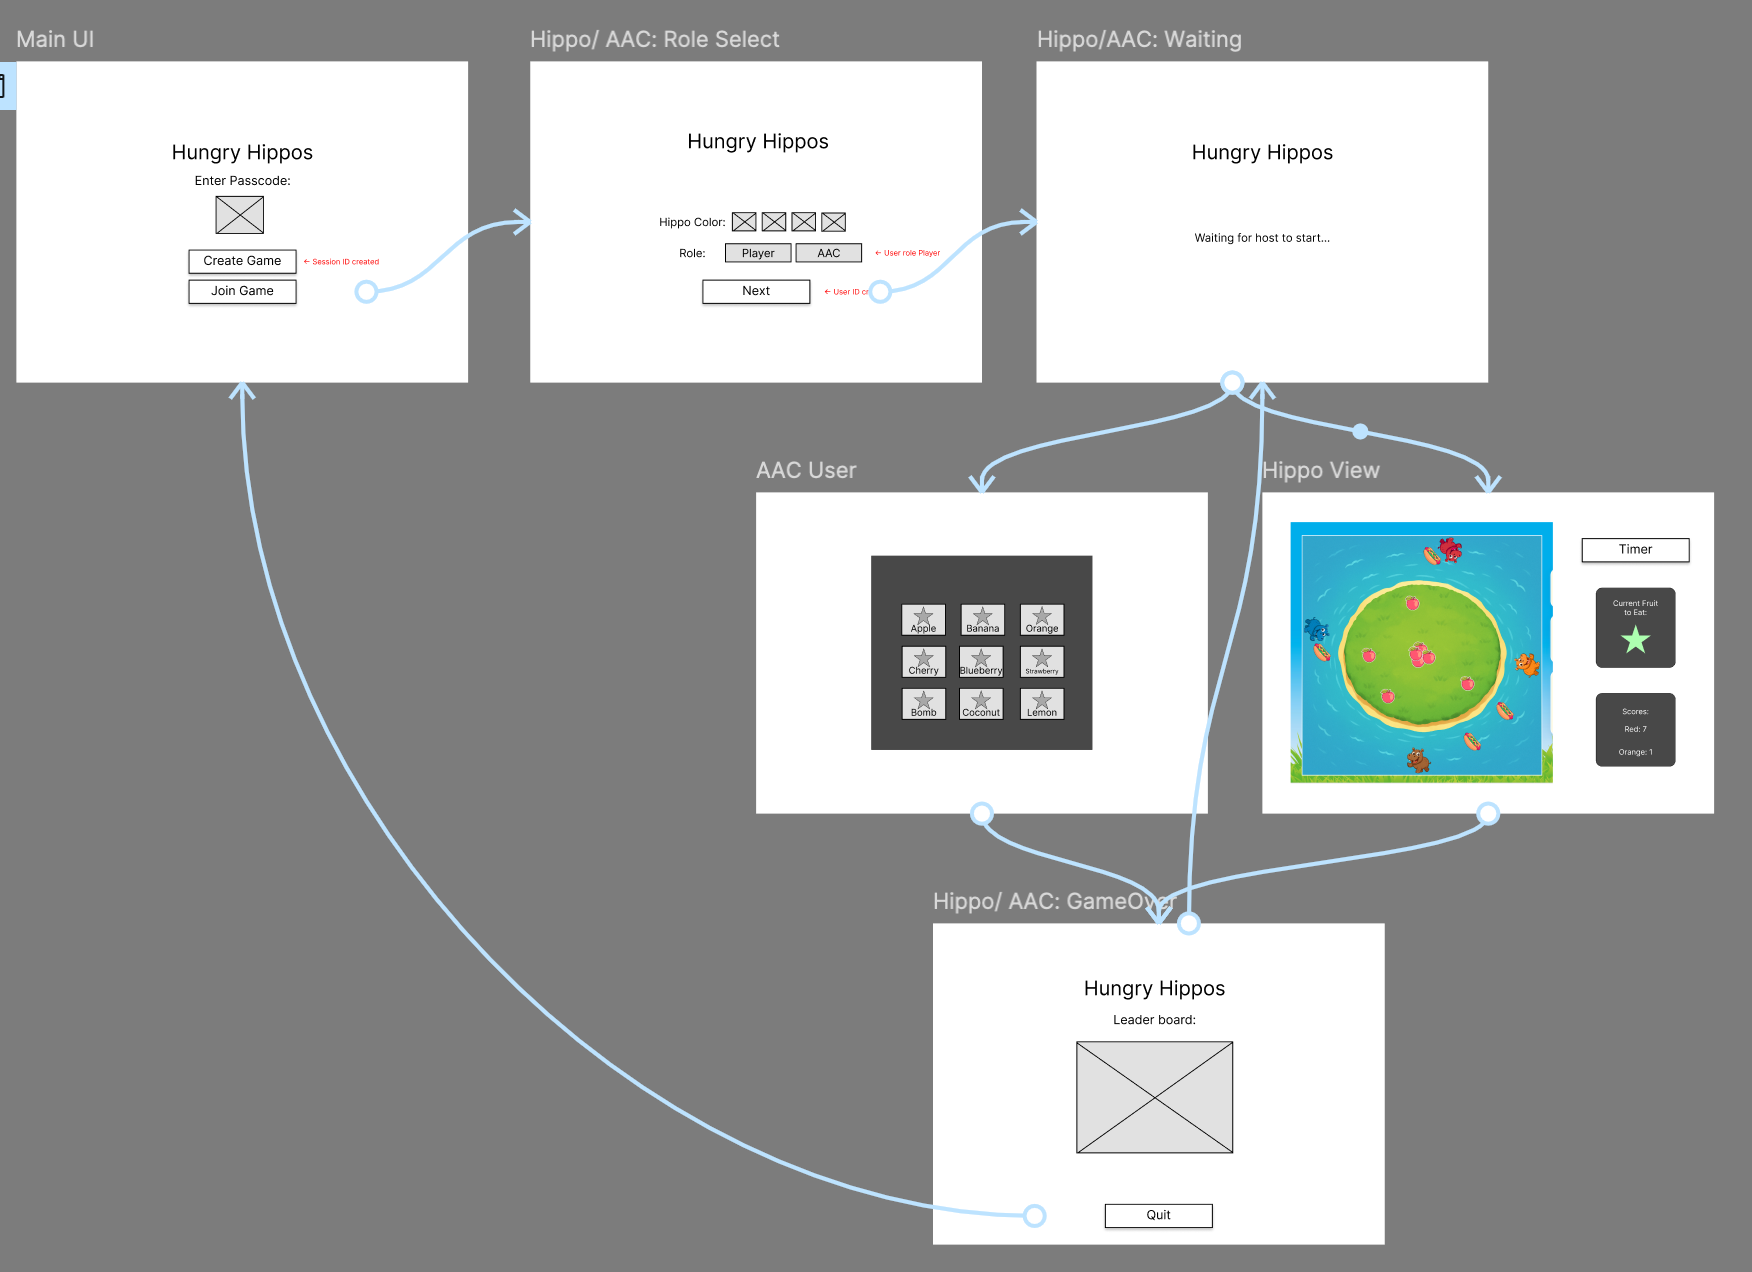 Main UI
Hungry Hippos
Enter Passcode:
Create Game
← Session ID created
Join Game
Hippo/ AAC: Role Select
Hungry Hippos
Hippo Color:
Role:
Player
AAC
← User role Player
Next
← User ID cr
Hippo/AAC: Waiting
Hungry Hippos
Waiting for host to start...
AAC User
Apple
Banana
Orange
Cherry
Blueberry
Strawberry
Bomb
Coconut
Lemon
Hippo View
Timer
Current Fruit
to Eat:
Scores:
Red: 7
Orange: 1
Hippo/ AAC: GameOver
Hungry Hippos
Leader board:
Quit